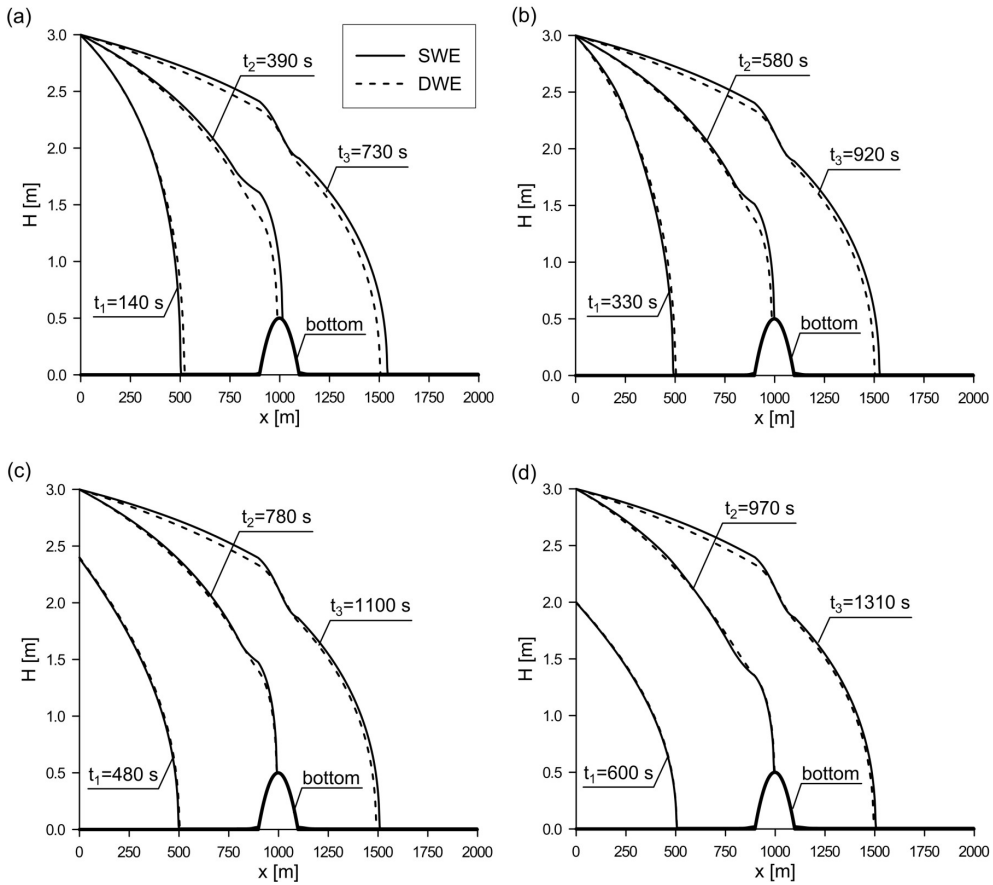 (a)
H [m]
3.0
2.5
2.0
1.5
1.0
0.5
0.0
SWE
DWE
t2=390 s
t3=730 s
t1=140 s
bottom
0 250 500 750 1000 1250 1500 1750 2000
x [m]
(b)
H [m]
3.0
2.5
2.0
1.5
1.0
0.5
0.0
t2=580 s
t3=920 s
t1=330 s
bottom
0 250 500 750 1000 1250 1500 1750 2000
x [m]
(c)
H [m]
3.0
2.5
2.0
1.5
1.0
0.5
0.0
t2=780 s
t3=1100 s
t1=480 s
bottom
0 250 500 750 1000 1250 1500 1750 2000
x [m]
(d)
H [m]
3.0
2.5
2.0
1.5
1.0
0.5
0.0
t2=970 s
t3=1310 s
t1=600 s
bottom
0 250 500 750 1000 1250 1500 1750 2000
x [m]